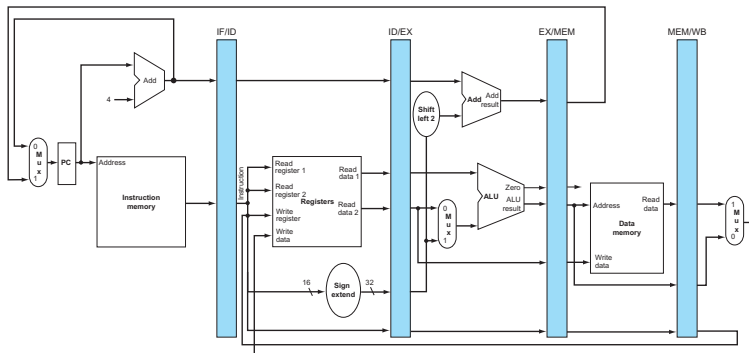 IF/ID
ID/EX
EX/MEM
MEM/WB
Add
4
0
M
u
x
1
PC
Address
Instruction
memory
Instruction
Read
register 1
Read
register 2
Write
register
Write
data
Registers
Read
data 1
Read
data 2
16
Sign
extend
32
Shift
left 2
Add
Add
result
0
M
u
x
1
ALU
Zero
ALU
result
Address
Write
data
Data
memory
Read
data
1
M
u
x
0